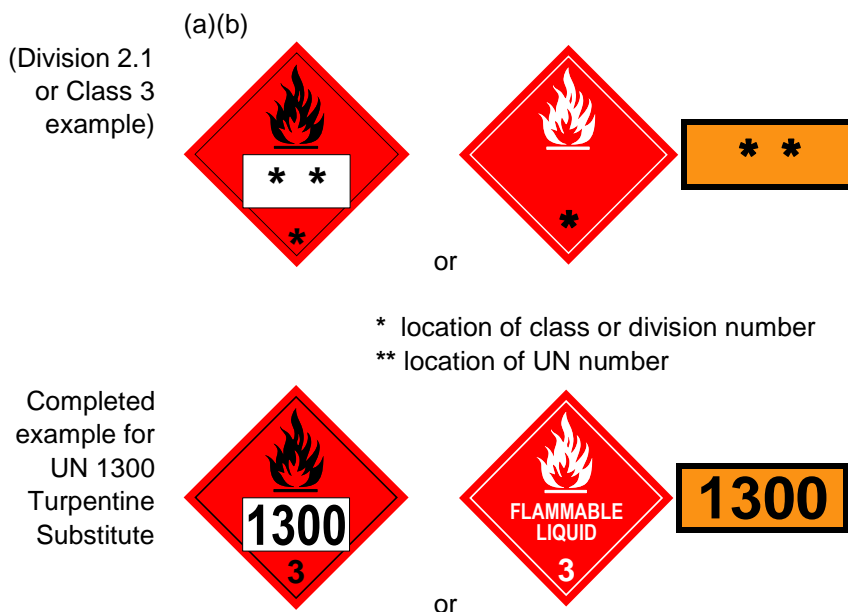 (a)(b)
(Division 2.1
or Class 3
example)
* *
*
or
*
* *
* location of class or division number
** location of UN number
Completed
example for
UN 1300
Turpentine
Substitute
1300
3
or
FLAMMABLE
LIQUID
3
1300